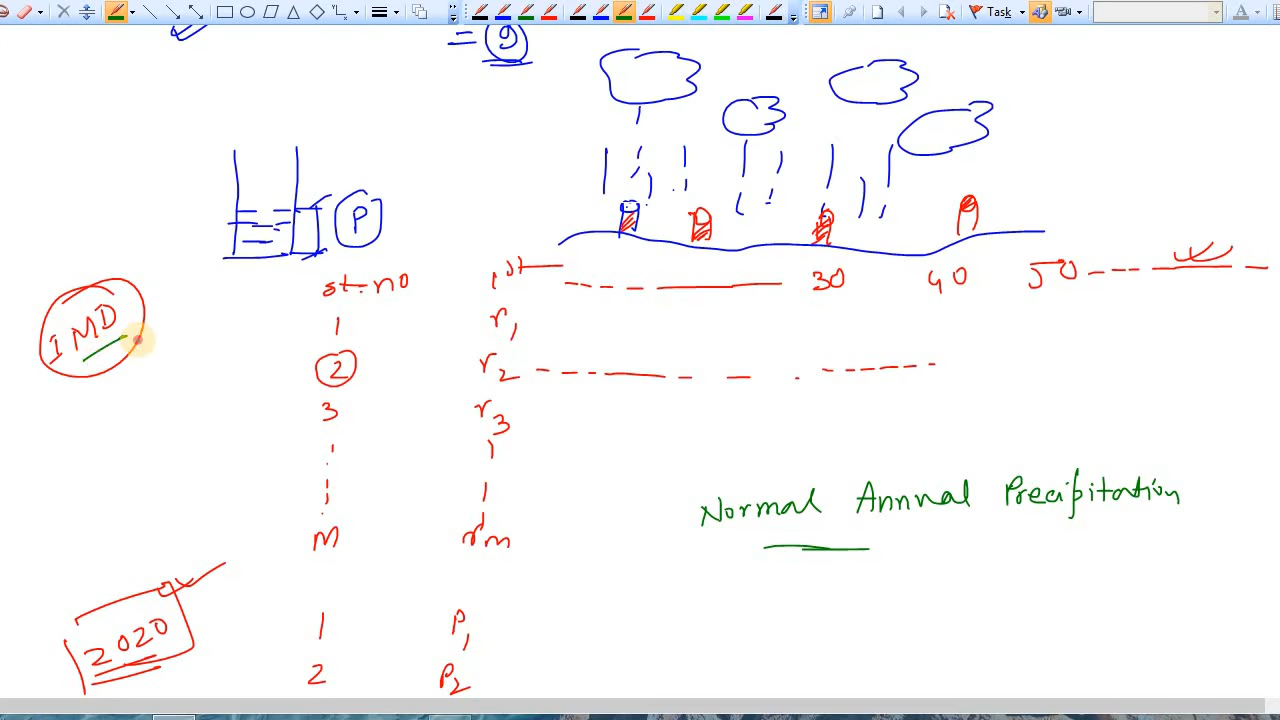 Task
= 9
P
st. no 1st 30 40 50
IMD
1 r1
2 r2
3 r3
M rm
Normal Annual Precipitation
2020
1 P1
2 P2